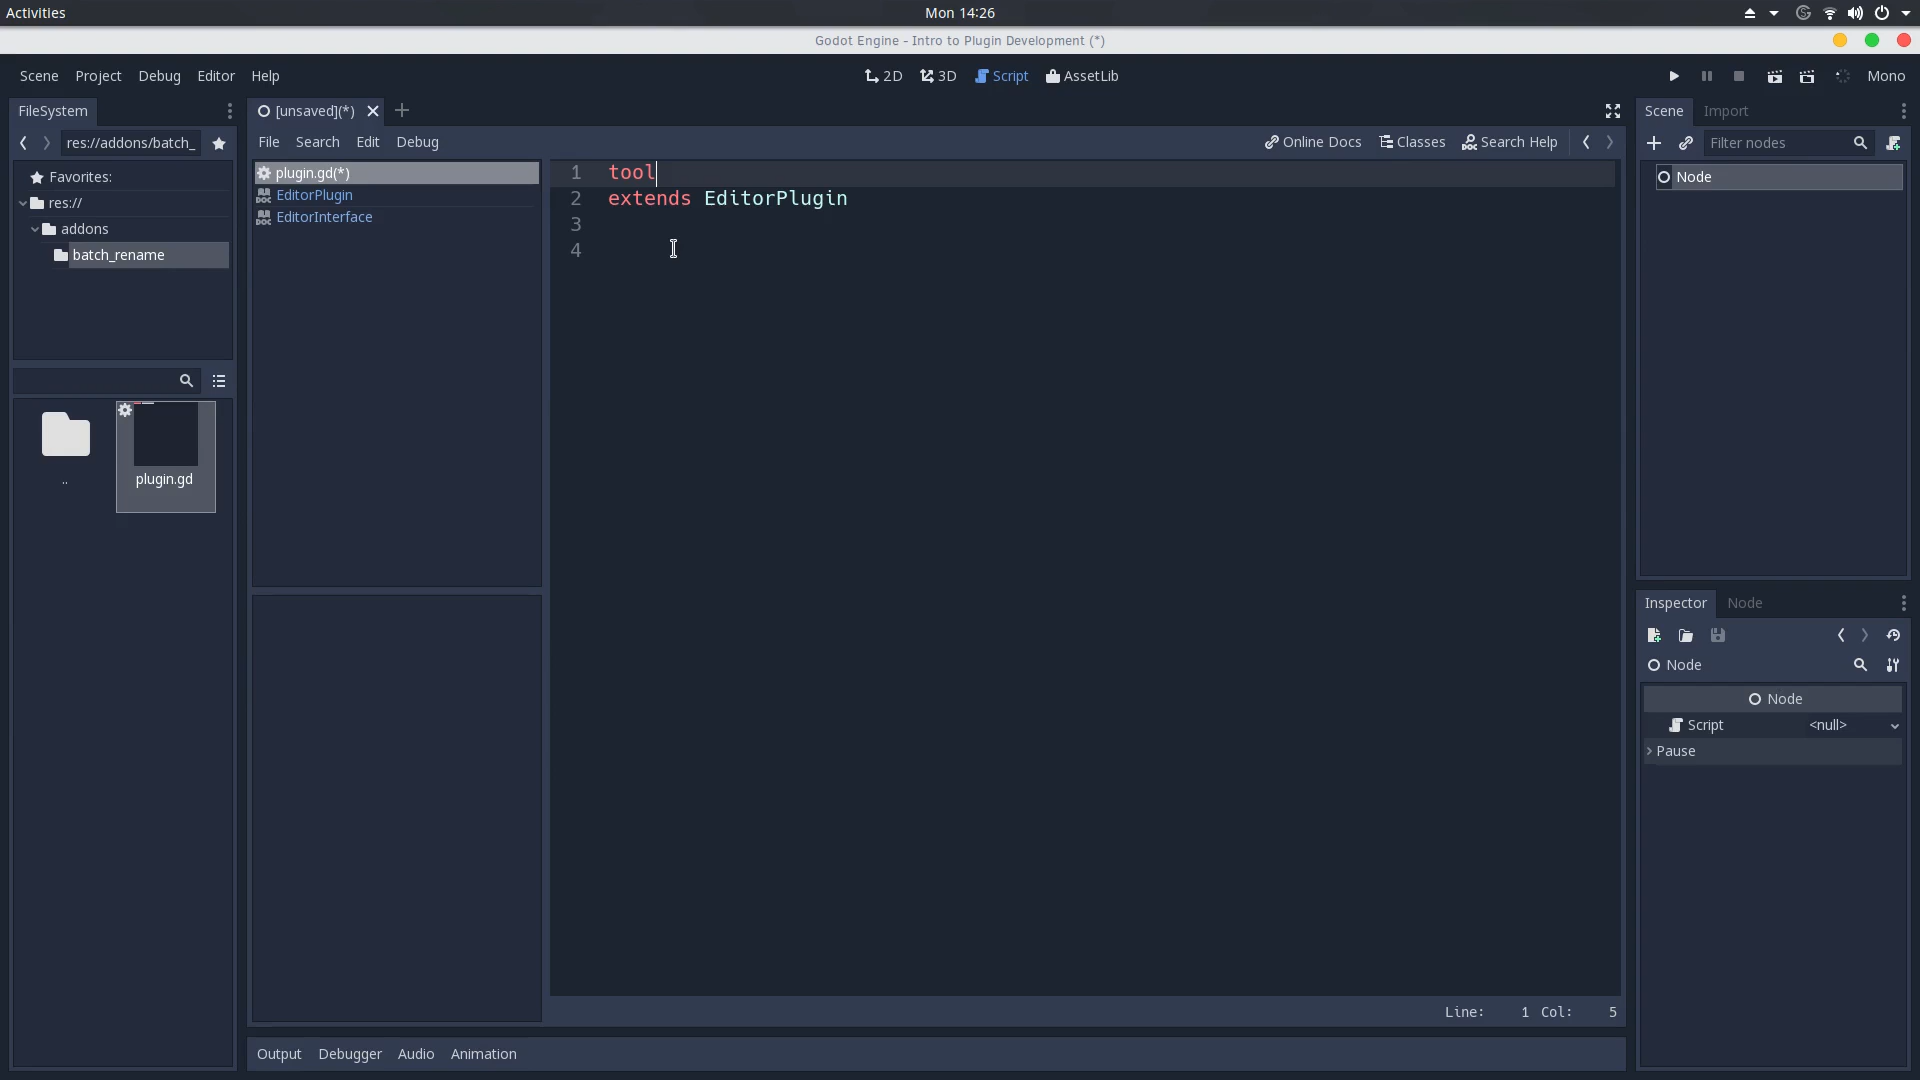 Activities
Mon 14:26
Godot Engine - Intro to Plugin Development (*)
Scene Project Debug Editor Help
2D 3D Script AssetLib
Mono
FileSystem
[unsaved](*)
Scene Import
res://addons/batch_
File Search Edit Debug
Online Docs Classes Search Help
Filter nodes
Favorites:
res://
addons
batch_rename
plugin.gd(*)
EditorPlugin
EditorInterface
1 tool
2 extends EditorPlugin
3
4
Node
..
plugin.gd
Inspector Node
Node
Node
Script <null>
Pause
Line: 1 Col: 5
Output Debugger Audio Animation